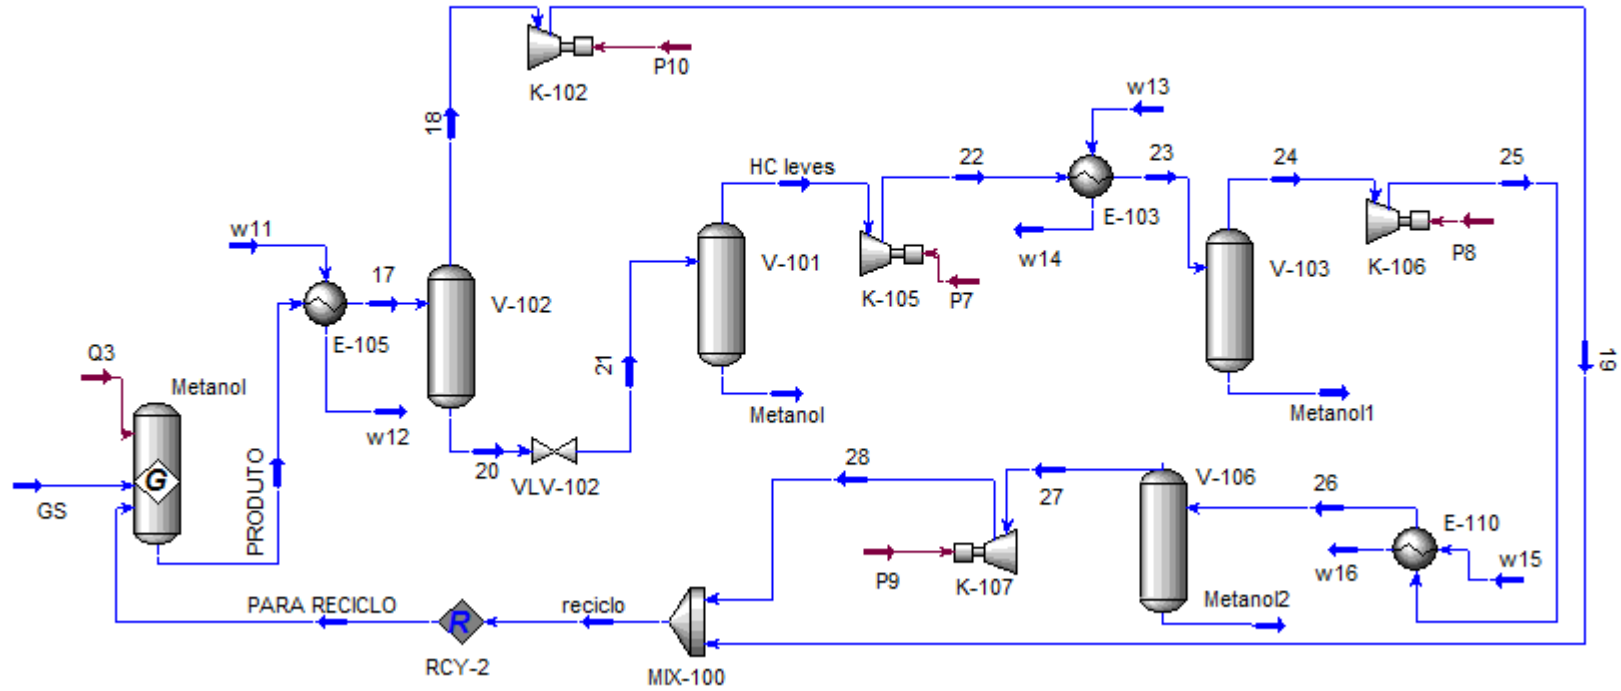 P10
K-102
18
w13
HC leves
22
23
24
25
E-103
w14
V-101
K-105
P7
V-103
K-106
P8
w11
17
V-102
E-105
19
Q3
Metanol
21
Metanol
Metanol1
w12
20
VLV-102
28
27
V-106
26
E-110
G
GS
PRODUTO
P9
K-107
w16
w15
PARA RECICLO
reciclo
Metanol2
R
RCY-2
MIX-100